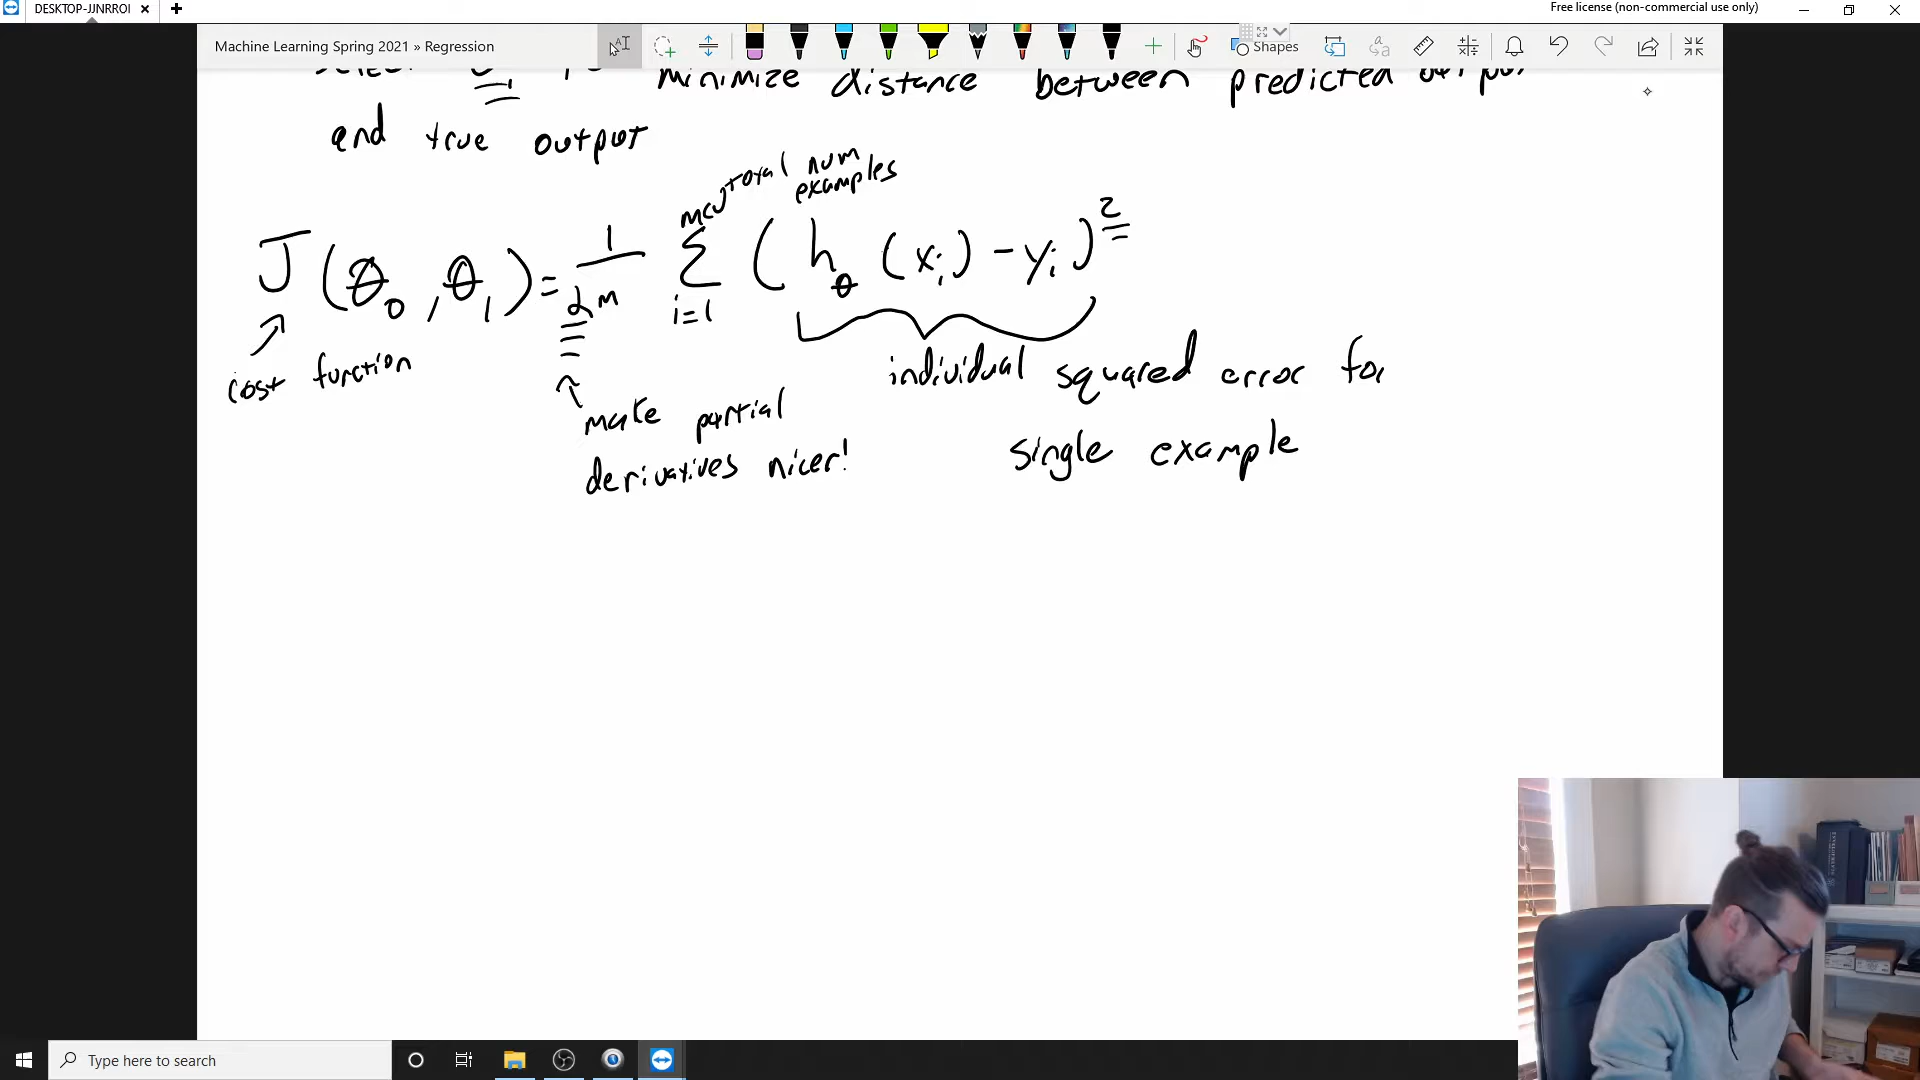 DESKTOP-JJNRROI
Free license (non-commercial use only)
Machine Learning Spring 2021 » Regression
Shapes
minimize distance between predicted output
and true output
m total num
examples
J(θ₀, θ₁) = 1/2m Σ i=1 (hθ(xᵢ) - yᵢ)²
cost function
individual squared error for
make partial
single example
derivatives nicer!
Type here to search